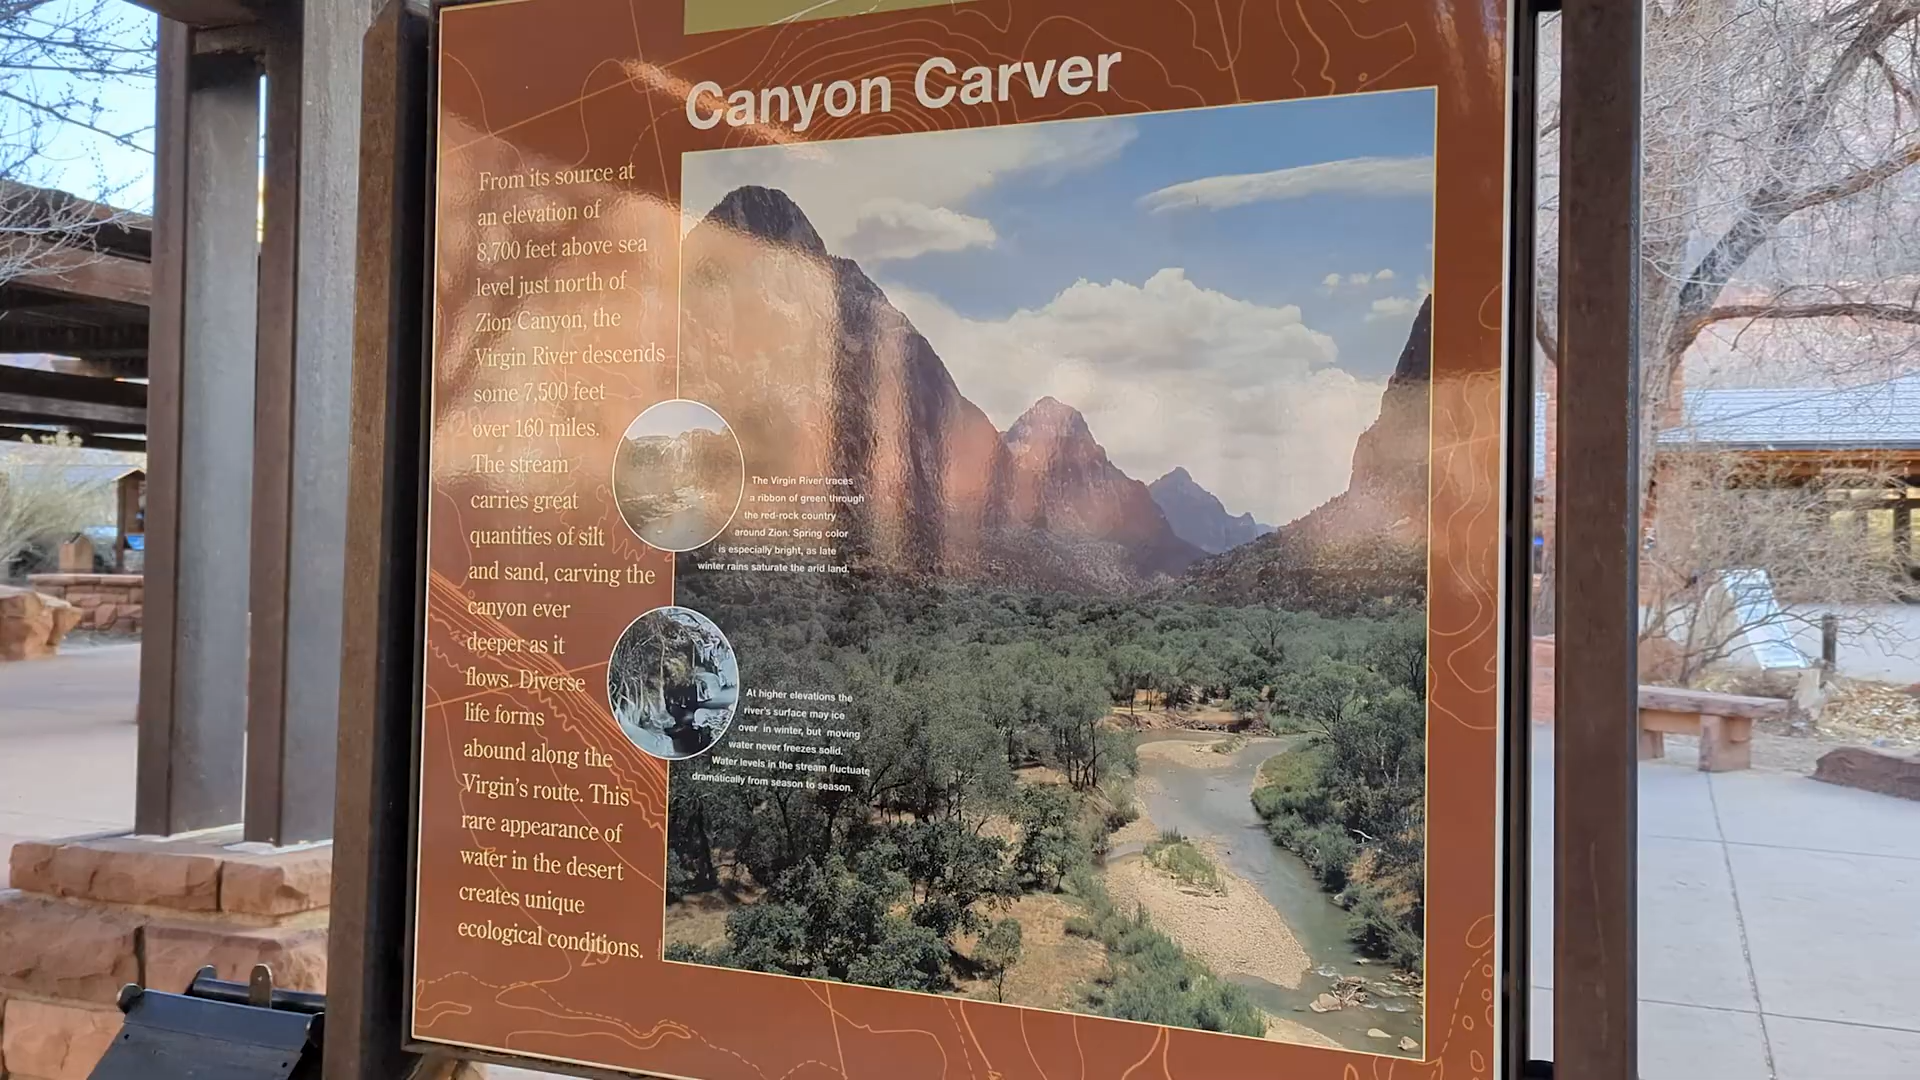 Canyon Carver
From its source at
an elevation of
8,700 feet above sea
level just north of
Zion Canyon, the
Virgin River descends
some 7,500 feet
over 160 miles.
The stream
carries great
quantities of silt
and sand, carving the
canyon ever
deeper as it
flows. Diverse
life forms
abound along the
Virgin's route. This
rare appearance of
water in the desert
creates unique
ecological conditions.
The Virgin River traces
a ribbon of green through
the red-rock country
around Zion. Spring color
is especially bright, as late
winter rains saturate the arid land.
At higher elevations the
river's surface may ice
over in winter, but moving
water never freezes solid.
Water levels in the stream fluctuate
dramatically from season to season.